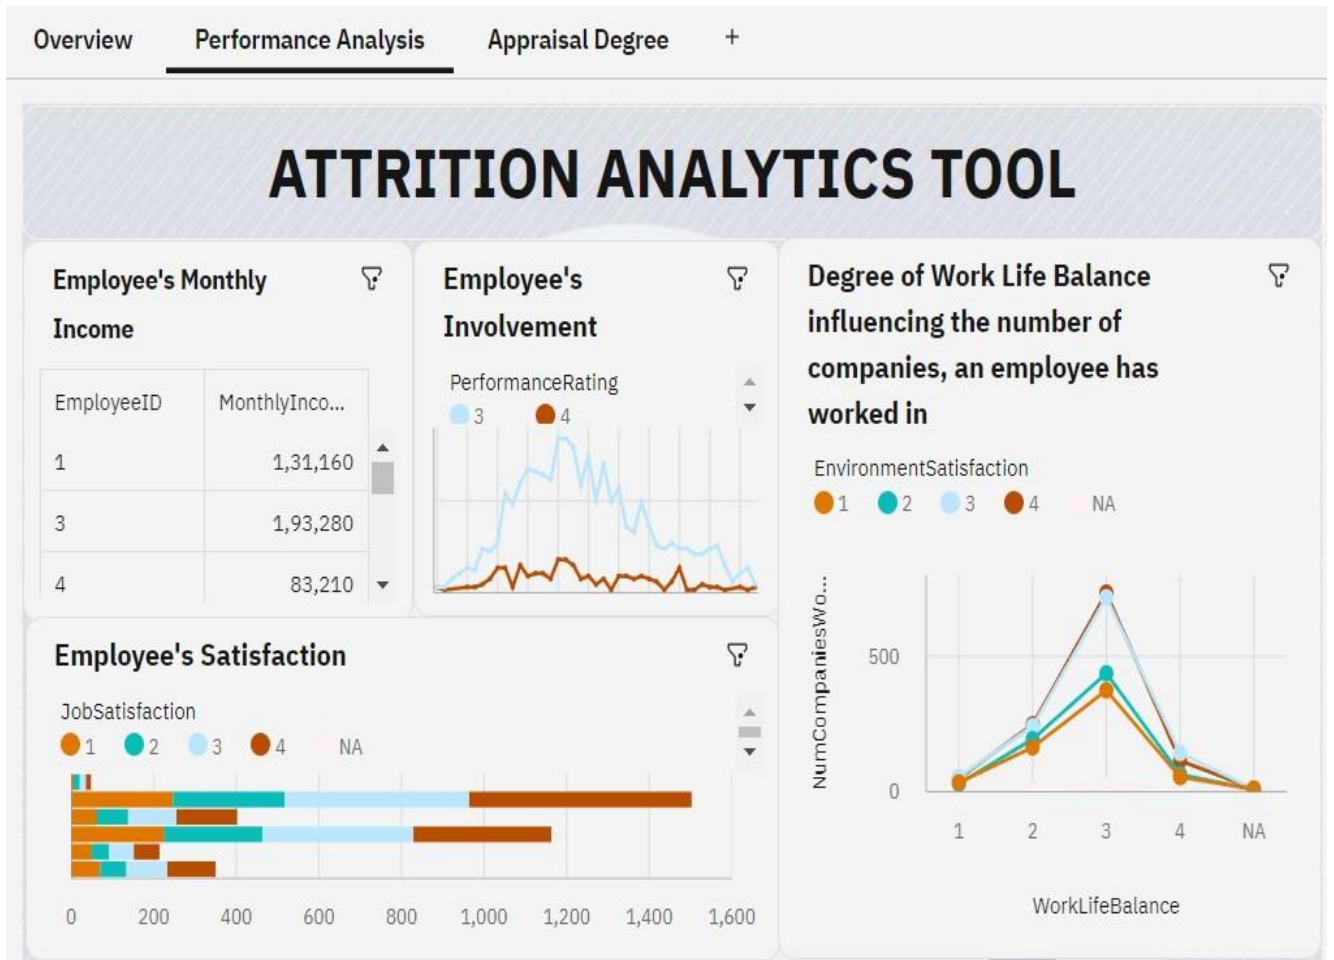 Overview Performance Analysis Appraisal Degree +
ATTRITION ANALYTICS TOOL
Employee's Monthly
Income
EmployeeID MonthlyInco...
1 1,31,160
3 1,93,280
4 83,210
Employee's
Involvement
PerformanceRating
3 4
Degree of Work Life Balance
influencing the number of
companies, an employee has
worked in
EnvironmentSatisfaction
1 2 3 4 NA
NumCompaniesWo...
500
0
1 2 3 4 NA
WorkLifeBalance
Employee's Satisfaction
JobSatisfaction
1 2 3 4 NA
0 200 400 600 800 1,000 1,200 1,400 1,600